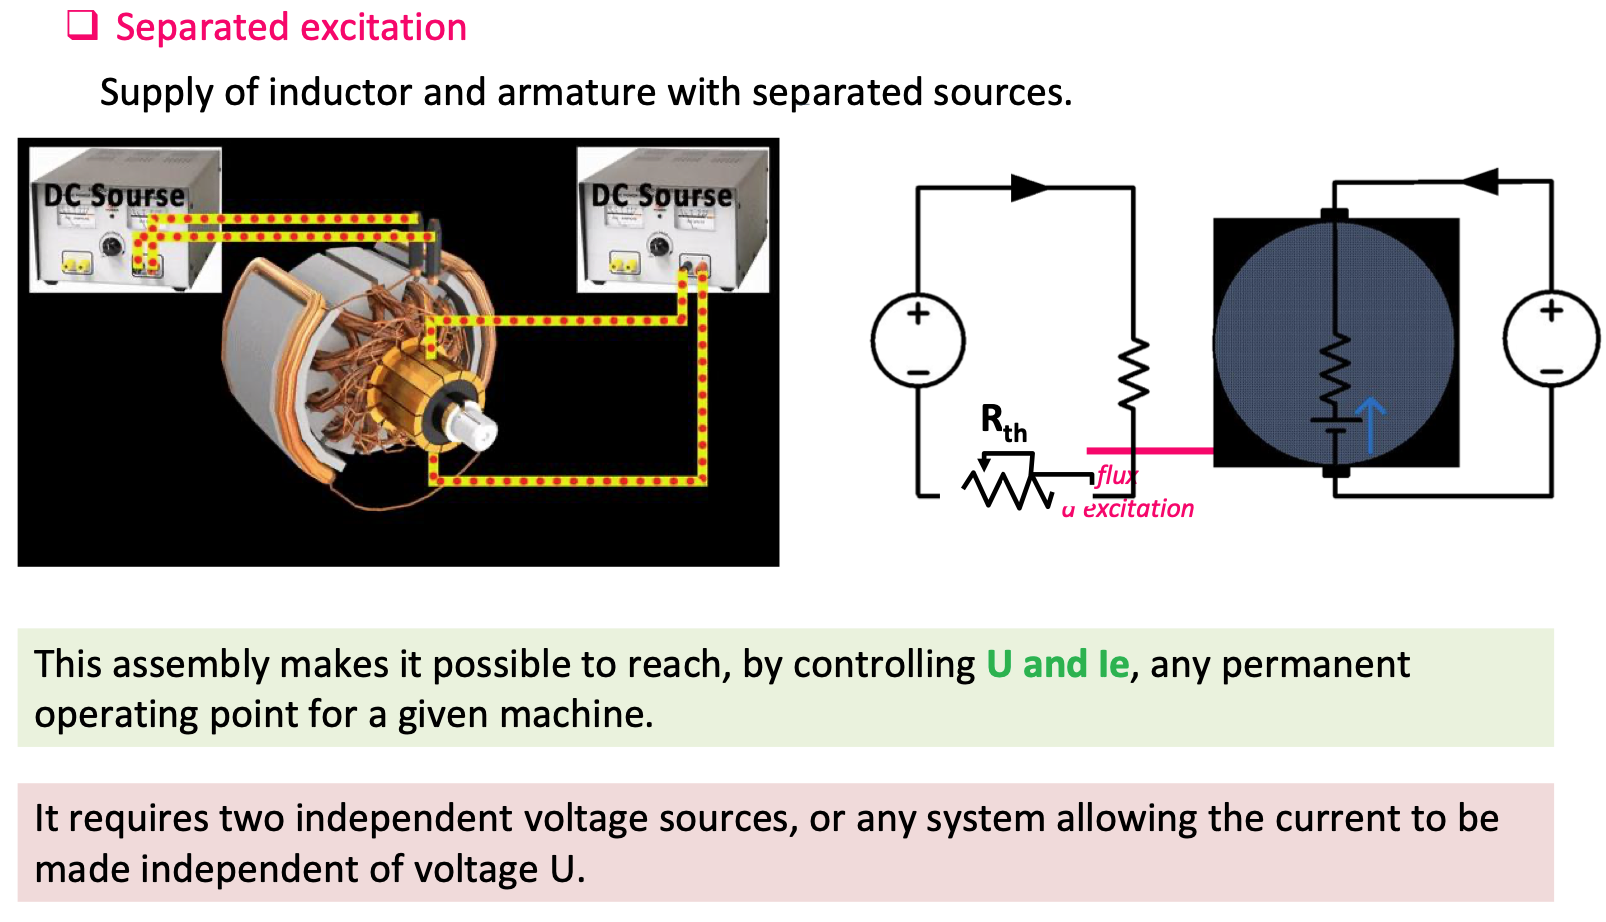 Separated excitation
Supply of inductor and armature with separated sources.
DC Sourse
DC Sourse
+
−
Rth
flux
excitation
+
−
This assembly makes it possible to reach, by controlling U and Ie, any permanent
operating point for a given machine.
It requires two independent voltage sources, or any system allowing the current to be
made independent of voltage U.